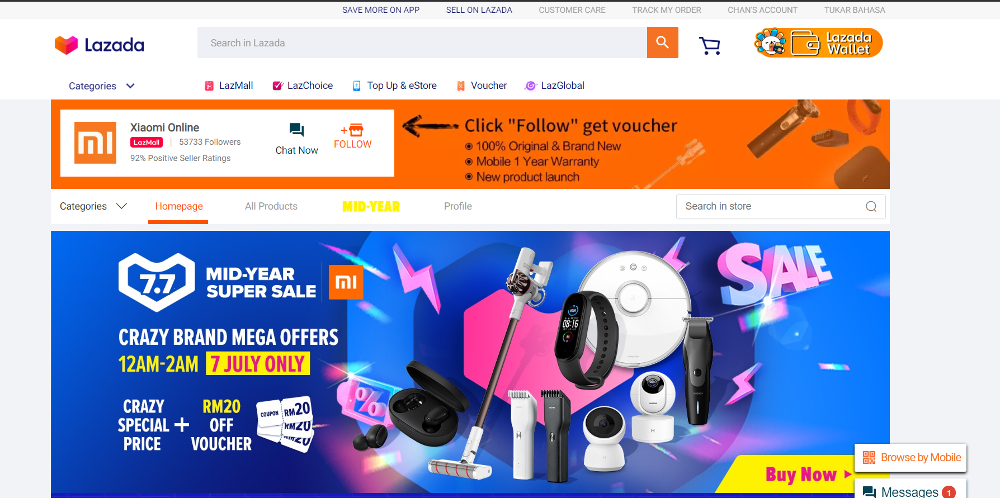 SAVE MORE ON APP SELL ON LAZADA CUSTOMER CARE TRACK MY ORDER CHAN'S ACCOUNT TUKAR BAHASA
Lazada
Search in Lazada
Lazada
Wallet
Categories LazMall LazChoice Top Up & eStore Voucher LazGlobal
Xiaomi Online
LazMall | 53733 Followers
92% Positive Seller Ratings
Chat Now
+
FOLLOW
Click "Follow" get voucher
100% Original & Brand New
Mobile 1 Year Warranty
New product launch
Categories Homepage All Products MID-YEAR Profile
Search in store
7.7
MID-YEAR
SUPER SALE
mi
SALE
CRAZY BRAND MEGA OFFERS
12AM-2AM 7 JULY ONLY
CRAZY
SPECIAL
PRICE
+
RM20
OFF
VOUCHER
COUPON RM20
RM20
RM20
08:16
Buy Now
Browse by Mobile
Messages 1